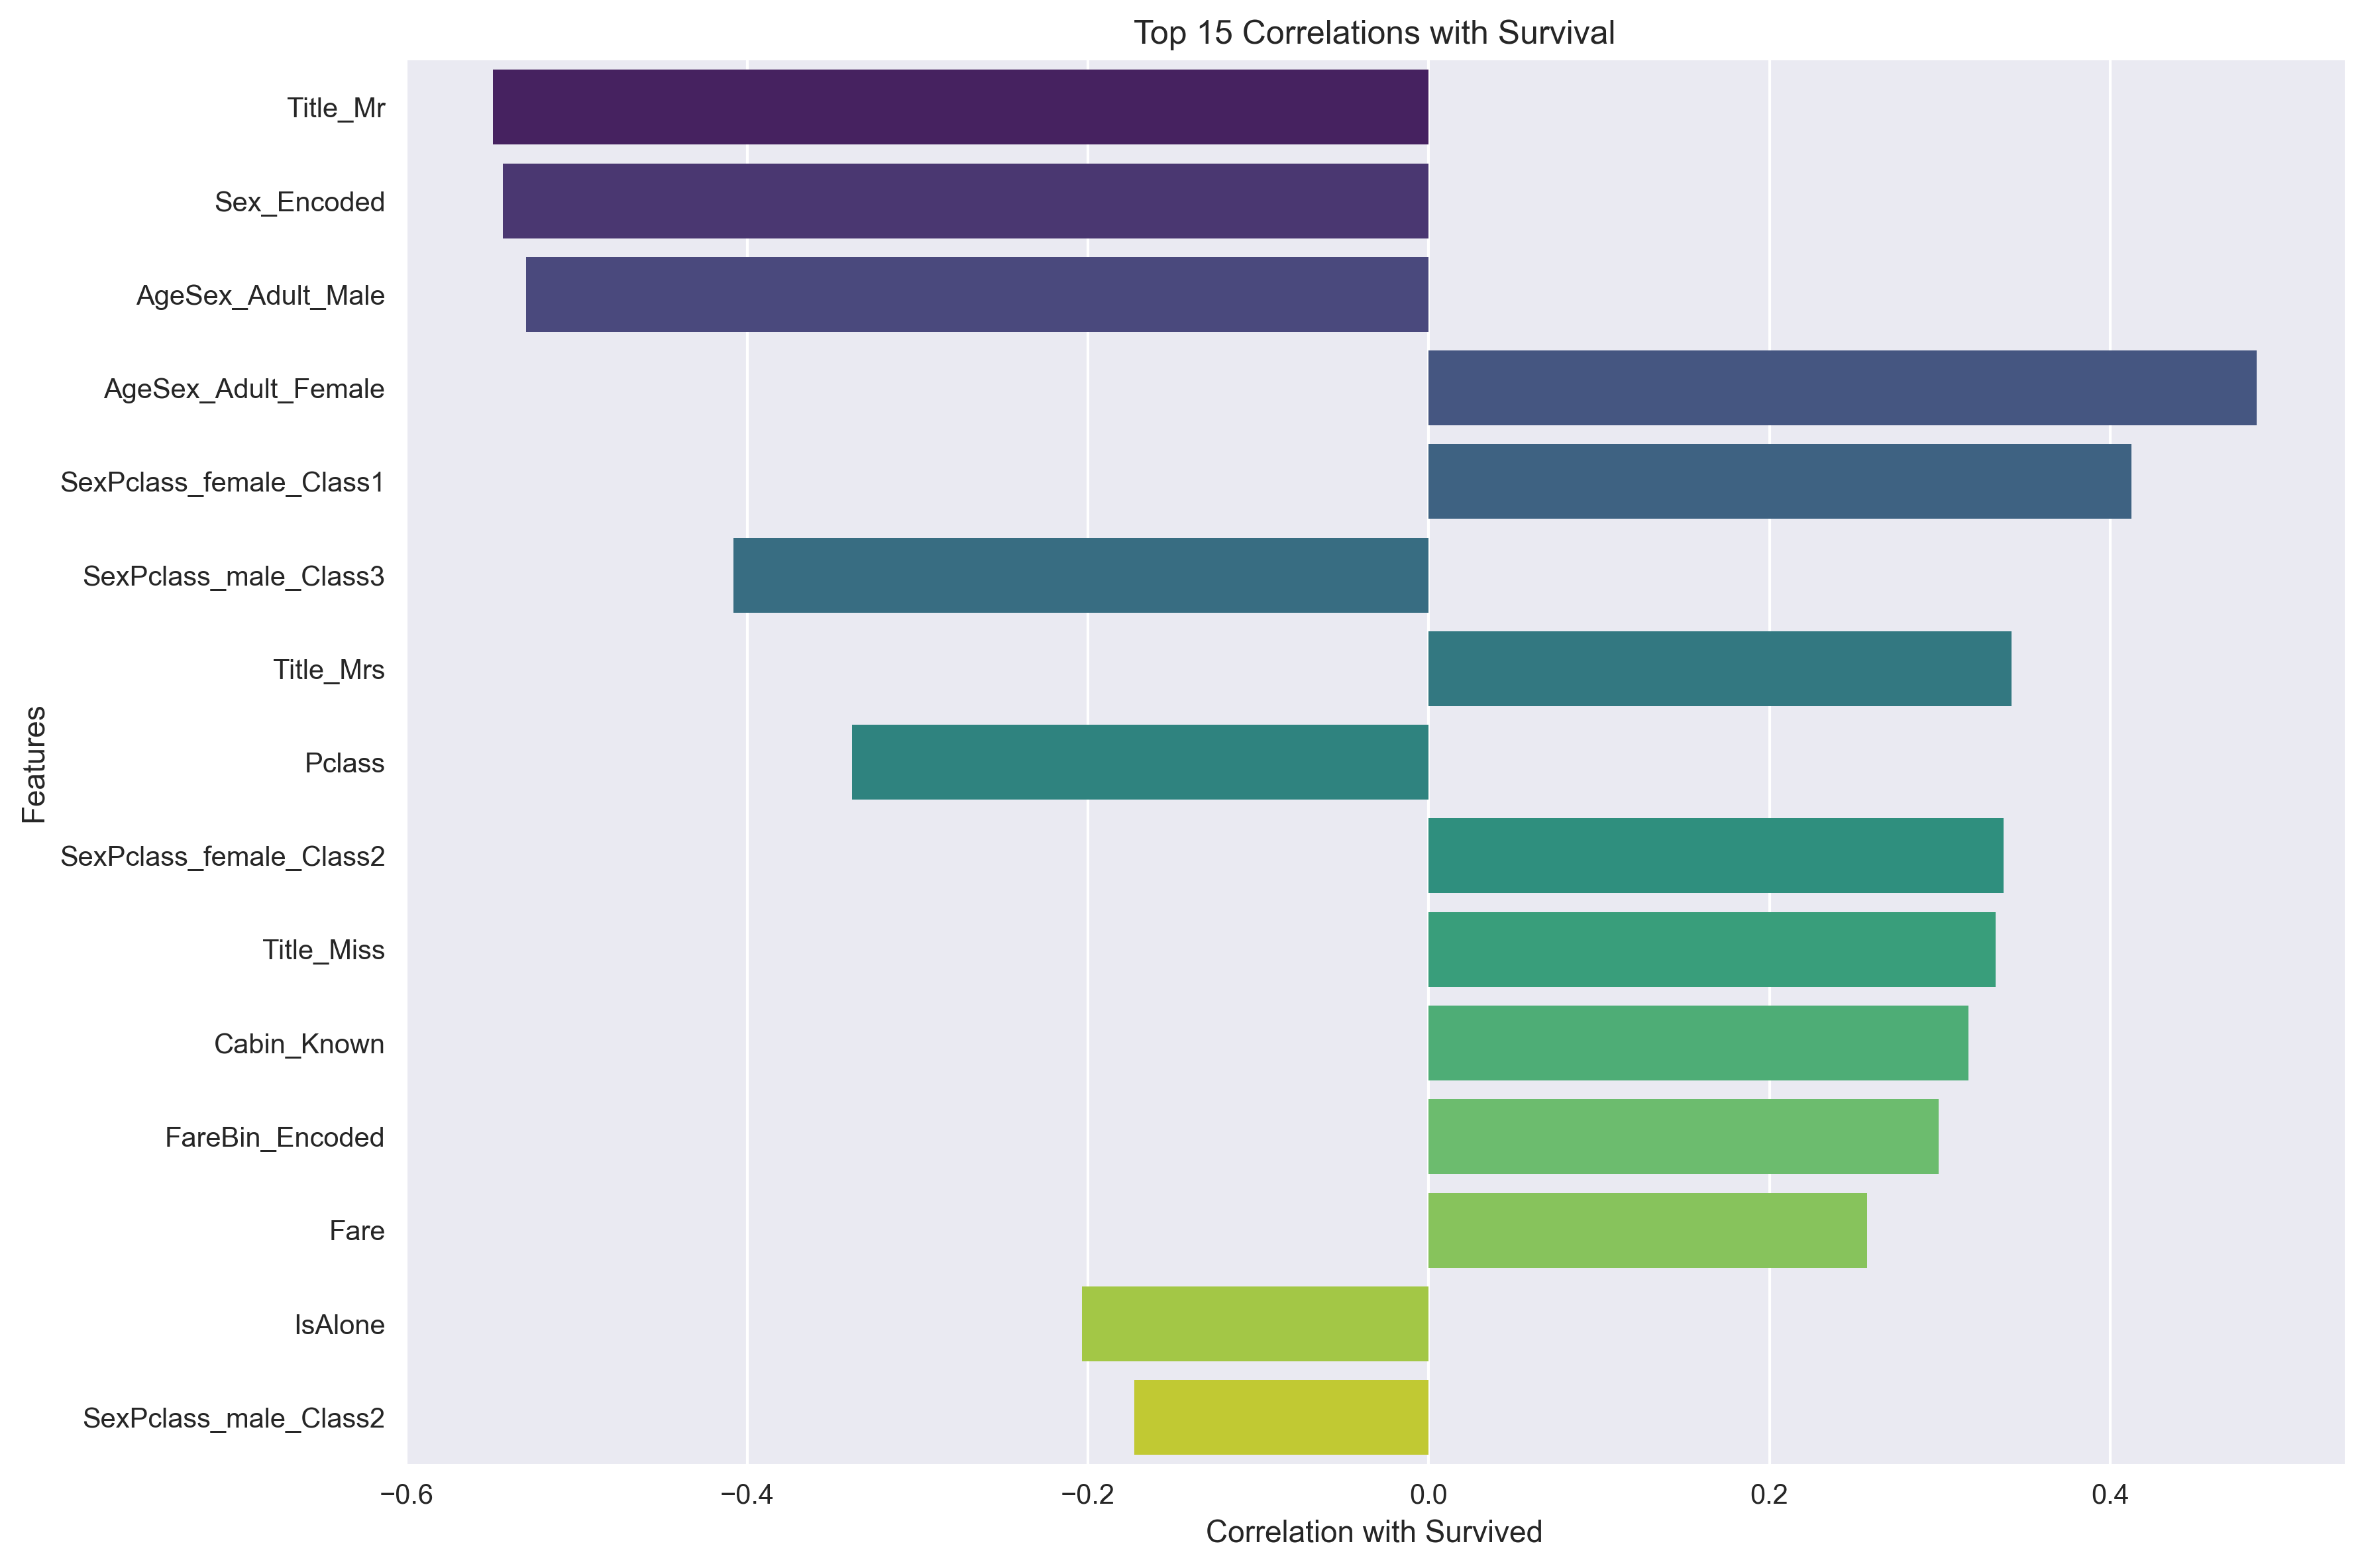 Top 15 Correlations with Survival
Title_Mr
Sex_Encoded
AgeSex_Adult_Male
AgeSex_Adult_Female
SexPclass_female_Class1
SexPclass_male_Class3
Title_Mrs
Pclass
SexPclass_female_Class2
Title_Miss
Cabin_Known
FareBin_Encoded
Fare
IsAlone
SexPclass_male_Class2
Features
−0.6 −0.4 −0.2 0.0 0.2 0.4
Correlation with Survived